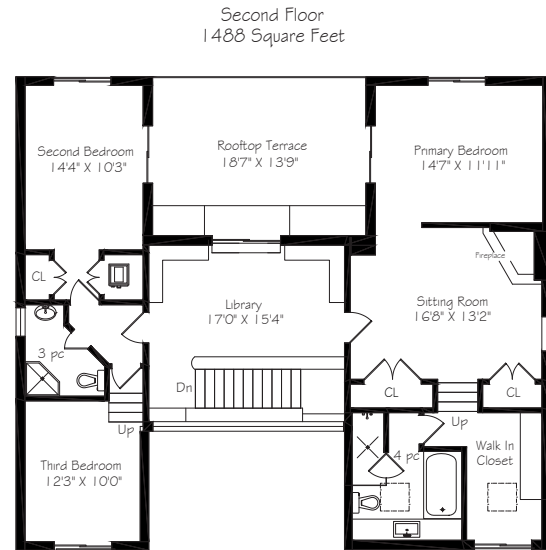 Second Floor
1488 Square Feet
Second Bedroom
14'4" X 10'3"
Rooftop Terrace
18'7" X 13'9"
Primary Bedroom
14'7" X 11'11"
Fireplace
CL
Library
17'0" X 15'4"
Sitting Room
16'8" X 13'2"
3 pc
Dn
CL
CL
Up
Up
Third Bedroom
12'3" X 10'0"
4 pc
Walk In
Closet